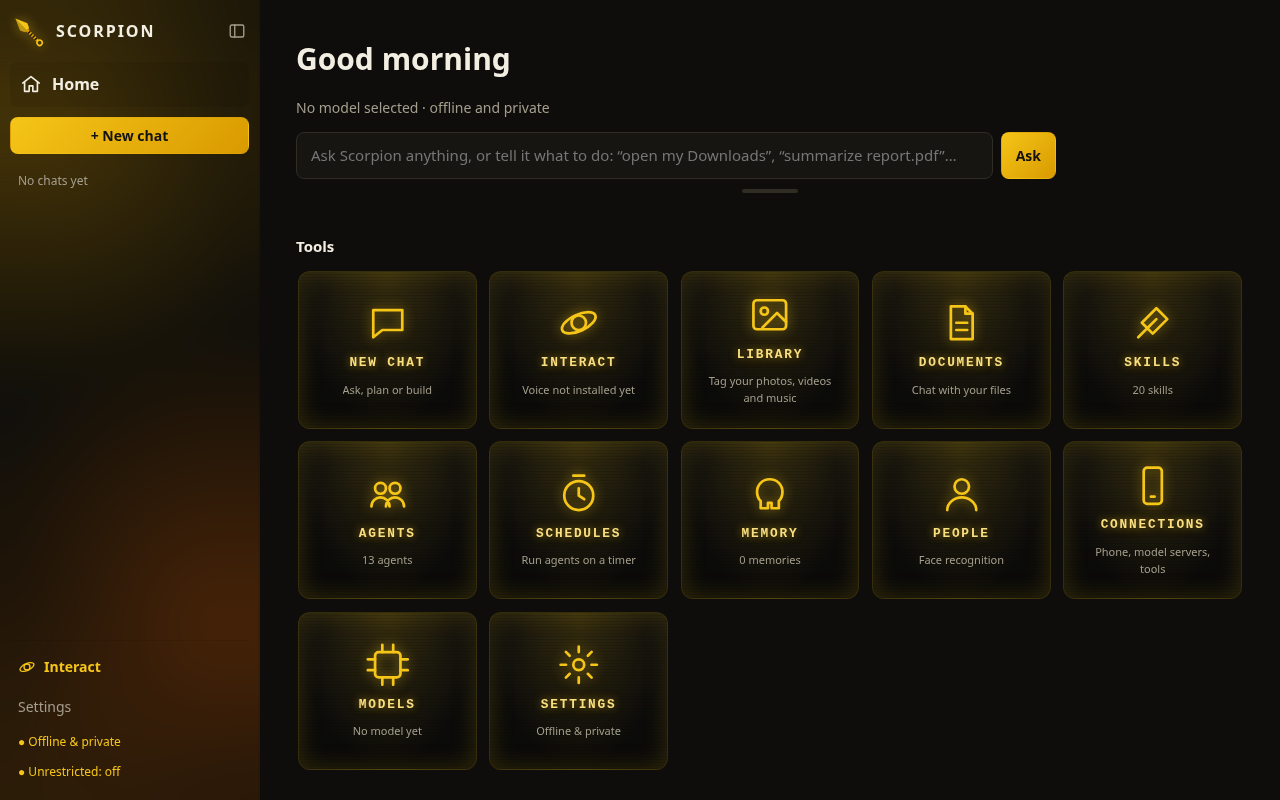 SCORPION
Home
+ New chat
No chats yet
Interact
Settings
● Offline & private
● Unrestricted: off
Good morning
No model selected · offline and private
Ask Scorpion anything, or tell it what to do: “open my Downloads”, “summarize report.pdf”…
Ask
Tools
NEW CHAT
Ask, plan or build
INTERACT
Voice not installed yet
LIBRARY
Tag your photos, videos
and music
DOCUMENTS
Chat with your files
SKILLS
20 skills
AGENTS
13 agents
SCHEDULES
Run agents on a timer
MEMORY
0 memories
PEOPLE
Face recognition
CONNECTIONS
Phone, model servers,
tools
MODELS
No model yet
SETTINGS
Offline & private